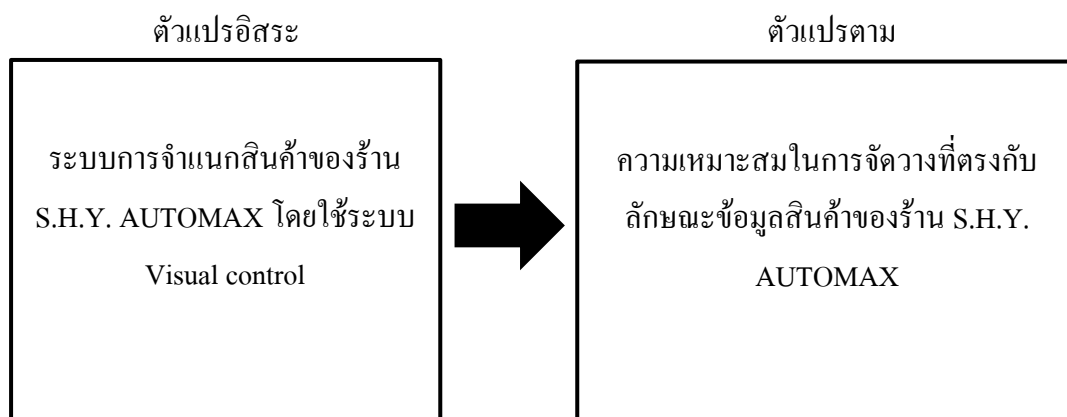 ตัวแปรอิสระ
ระบบการจำแนกสินค้าของร้าน
S.H.Y. AUTOMAX โดยใช้ระบบ
Visual control
ตัวแปรตาม
ความเหมาะสมในการจัดวางที่ตรงกับ
ลักษณะข้อมูลสินค้าของร้าน S.H.Y.
AUTOMAX